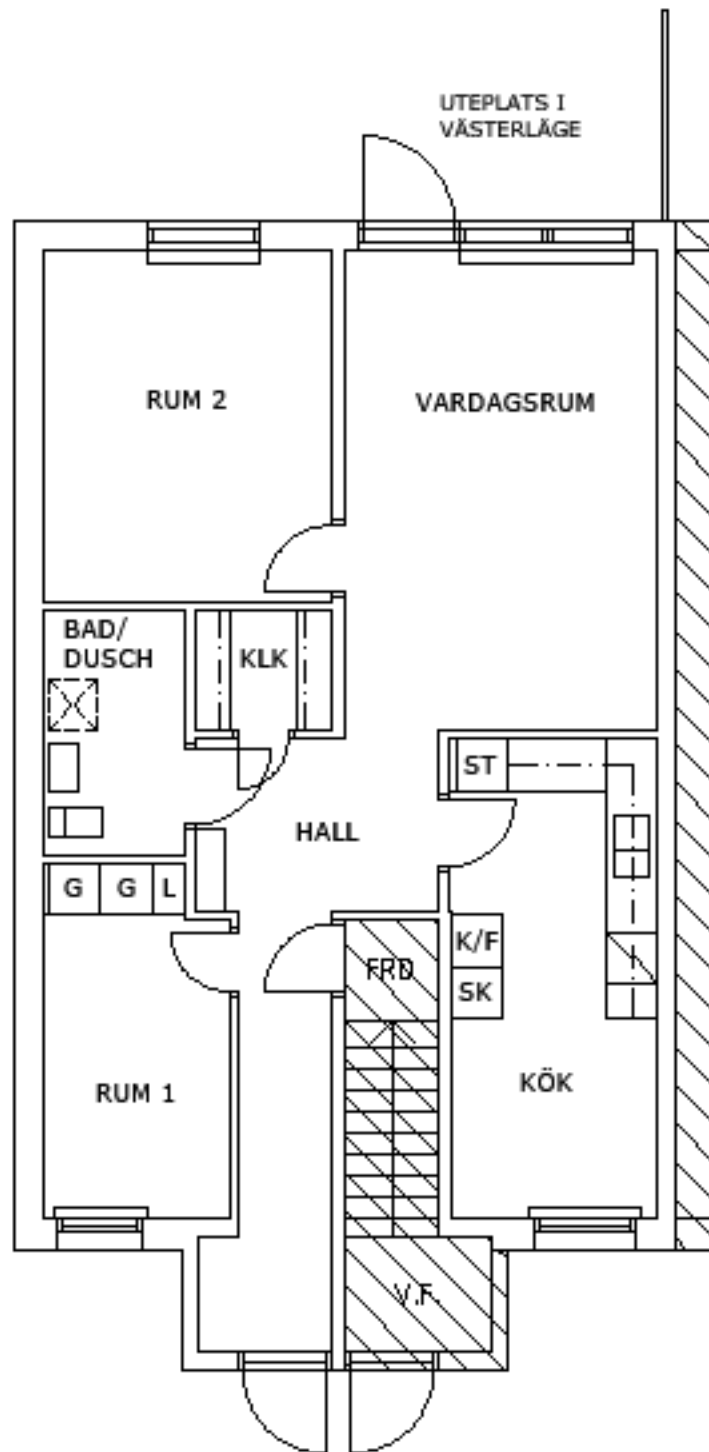 UTEPLATS I
VÄSTERLÄGE
RUM 2
VARDAGSRUM
BAD/
DUSCH
KLK
ST
HALL
G G L
K/F
FRD
SK
KÖK
RUM 1
V.F.